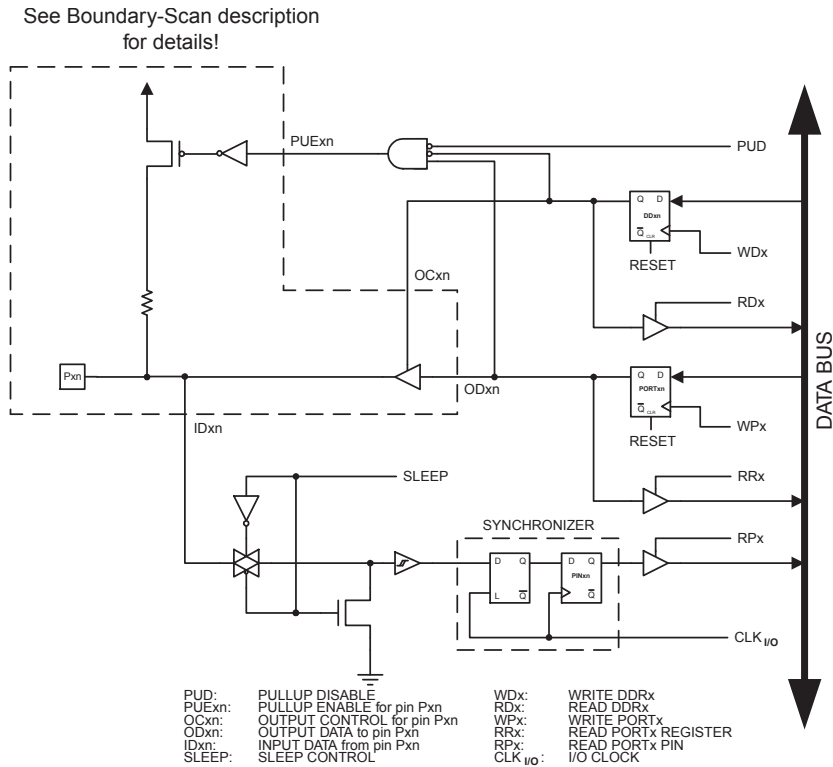 See Boundary-Scan description
for details!
PUExn
PUD
Q D
DDxn
Q
CLR
WDx
RESET
OCxn
RDx
Pxn
ODxn
Q D
PORTxn
Q
CLR
WPx
RESET
IDxn
SLEEP
RRx
SYNCHRONIZER
RPx
D Q
L Q
D Q
PINxn
Q
CLK I/O
DATA BUS
PUD: PULLUP DISABLE
PUExn: PULLUP ENABLE for pin Pxn
OCxn: OUTPUT CONTROL for pin Pxn
ODxn: OUTPUT DATA to pin Pxn
IDxn: INPUT DATA from pin Pxn
SLEEP: SLEEP CONTROL
WDx: WRITE DDRx
RDx: READ DDRx
WPx: WRITE PORTx
RRx: READ PORTx REGISTER
RPx: READ PORTx PIN
CLK I/O: I/O CLOCK